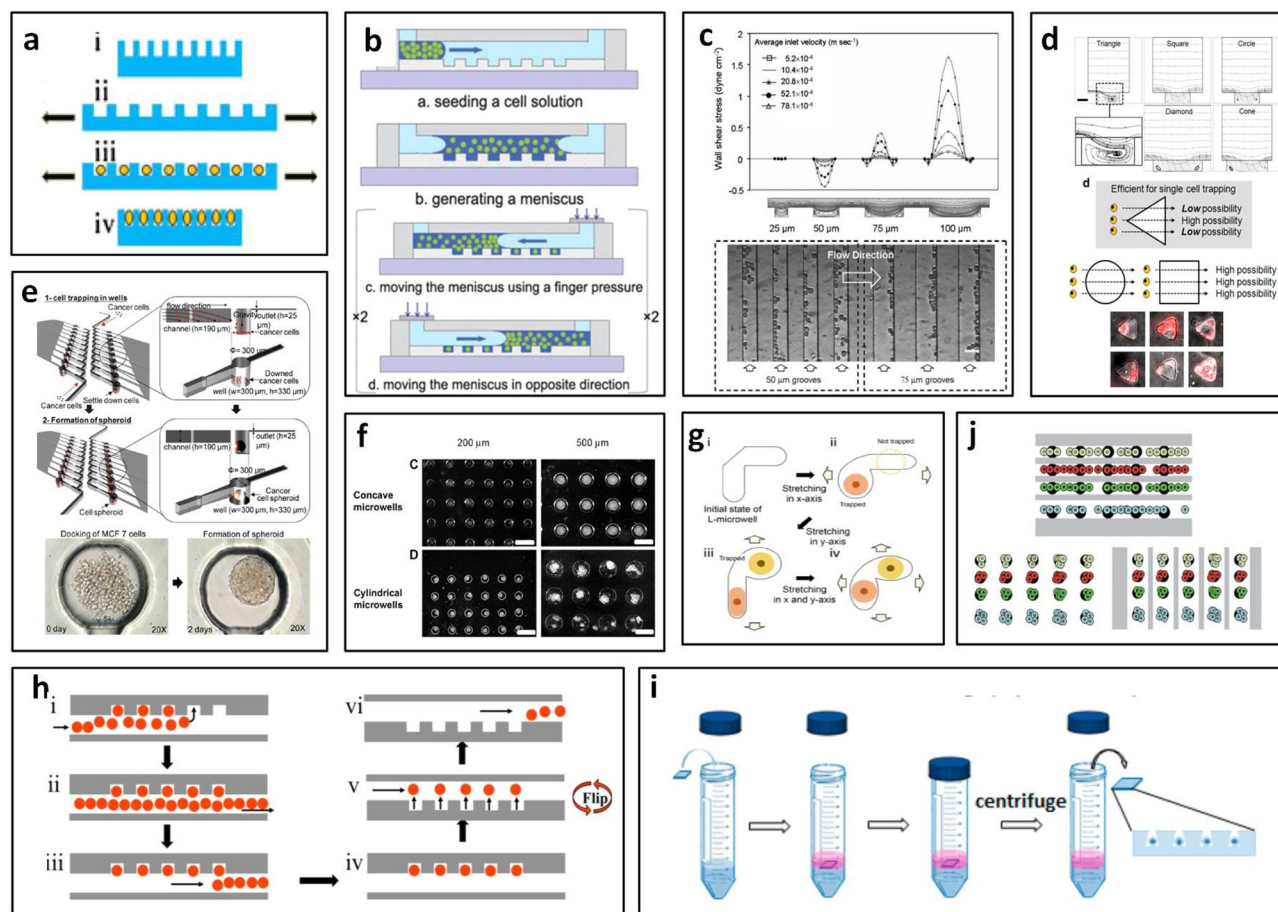 a
i
ii
iii
iv
b
a. seeding a cell solution
b. generating a meniscus
c. moving the meniscus using a finger pressure
×2
×2
d. moving the meniscus in opposite direction
c
Average inlet velocity (m sec⁻¹)
5.2×10⁻⁶
10.4×10⁻⁶
20.8×10⁻⁶
52.1×10⁻⁶
78.1×10⁻⁶
Wall shear stress (dyne cm⁻²)
2
1.5
1
0.5
0
-0.5
25 µm
50 µm
75 µm
100 µm
Flow Direction
50 µm grooves
75 µm grooves
d
Triangle
Square
Circle
Diamond
Cone
d
Efficient for single cell trapping
Low possibility
High possibility
Low possibility
High possibility
High possibility
High possibility
e
1- cell trapping in wells
Cancer cells
flow direction
Gravity
outlet (h=25
µm)
channel (h=190 µm)
cancer cells
Φ= 300 µm
Downed
cancer cells
well (w=300 µm, h=330 µm)
Cancer cells
Settle down cells
2- Formation of spheroid
outlet (h=25
µm)
channel (h=190 µm)
Φ= 300 µm
Cancer
cell spheroid
well (w=300 µm, h=330 µm)
Cell spheroid
Docking of MCF 7 cells
Formation of spheroid
0 day
20X
2 days
20X
f
200 µm
500 µm
C
Concave
microwells
D
Cylindrical
microwells
g
i
ii
Not trapped
Stretching
in x-axis
Initial state of
L-microwell
Trapped
Stretching
in y-axis
iii
Trapped
iv
Stretching
in x and y-axis
j
h
i
ii
iii
vi
v
Flip
iv
i
centrifuge